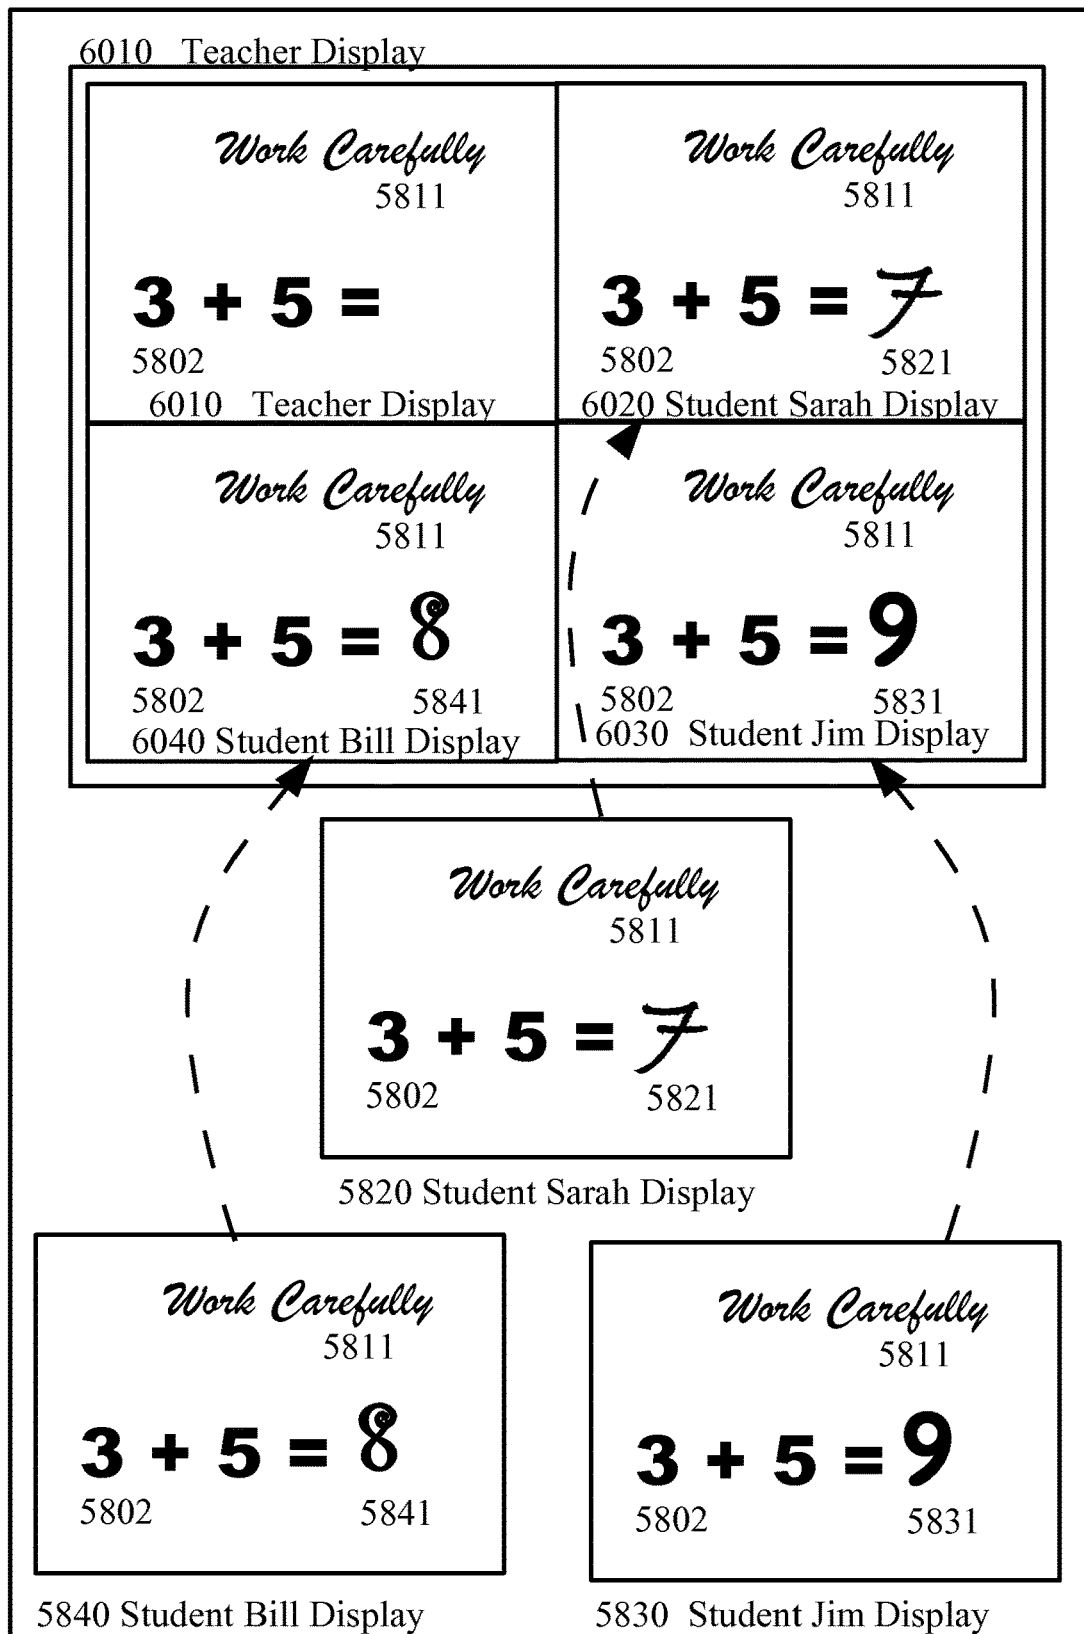 6010 Teacher Display
Work Carefully Work Carefully
5811 5811
3 + 5 = 3 + 5 = 7
5802 5802 5821
6010 Teacher Display 6020 Student Sarah Display
Work Carefully Work Carefully
5811 5811
3 + 5 = 8 3 + 5 = 9
5802 5841 5802 5831
6040 Student Bill Display 6030 Student Jim Display
Work Carefully
5811
3 + 5 = 7
5802 5821
5820 Student Sarah Display
Work Carefully Work Carefully
5811 5811
3 + 5 = 8 3 + 5 = 9
5802 5841 5802 5831
5840 Student Bill Display 5830 Student Jim Display